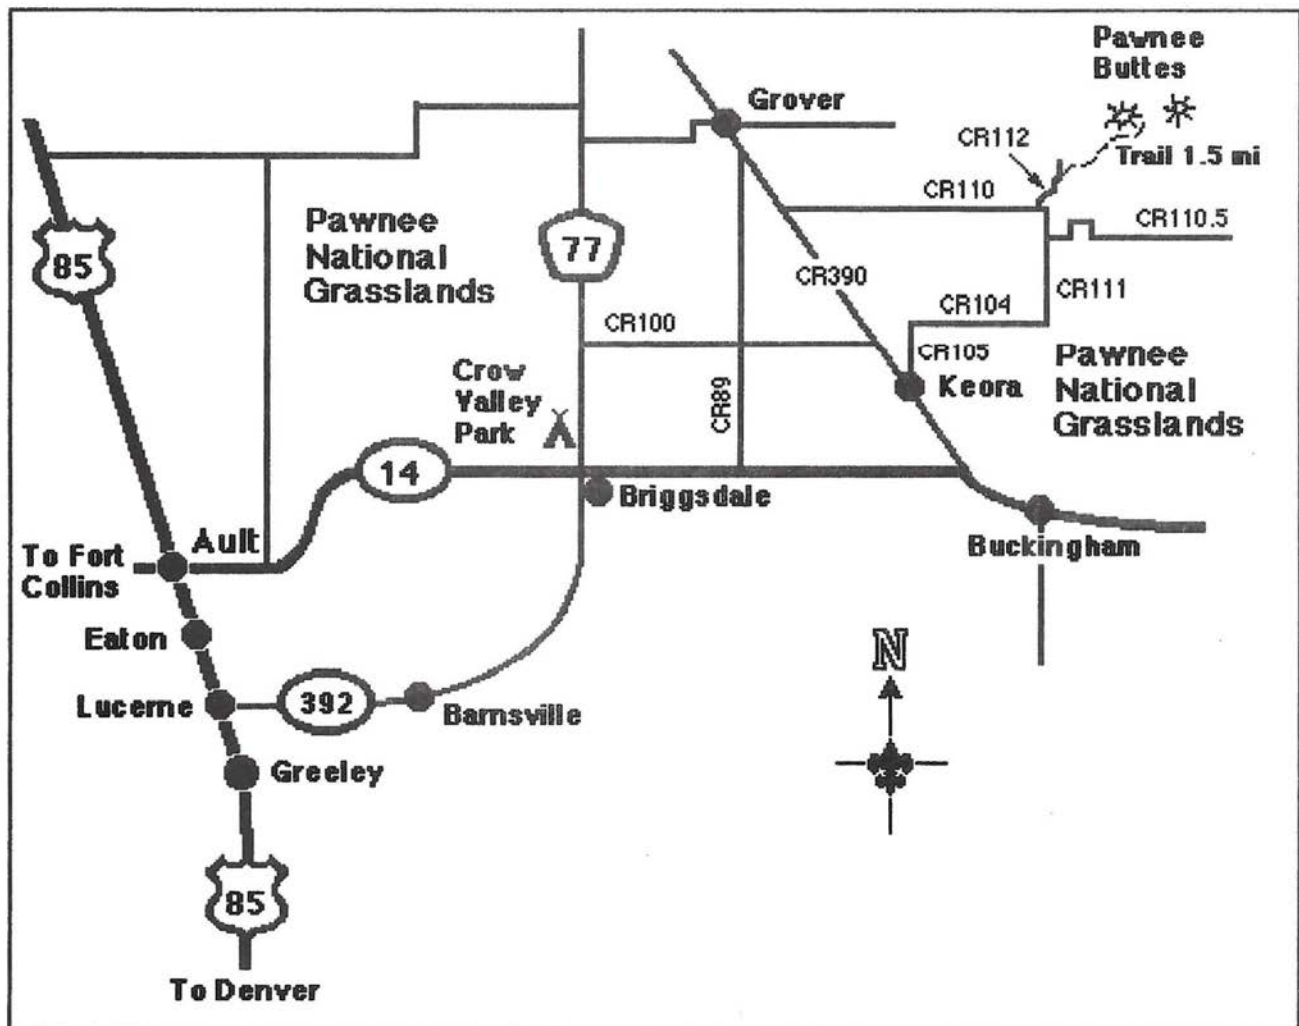 Pawnee
Buttes
Grover
CR112
Trail 1.5 mi
CR110
CR110.5
85
Pawnee
National
Grasslands
77
CR390
CR111
CR104
CR100
CR105
Pawnee
National
Grasslands
Crow
Valley
Park
Keora
CR89
14
Briggsdale
Ault
Buckingham
To Fort
Collins
Eaton
N
Lucerne
392
Barnsville
Greeley
85
To Denver